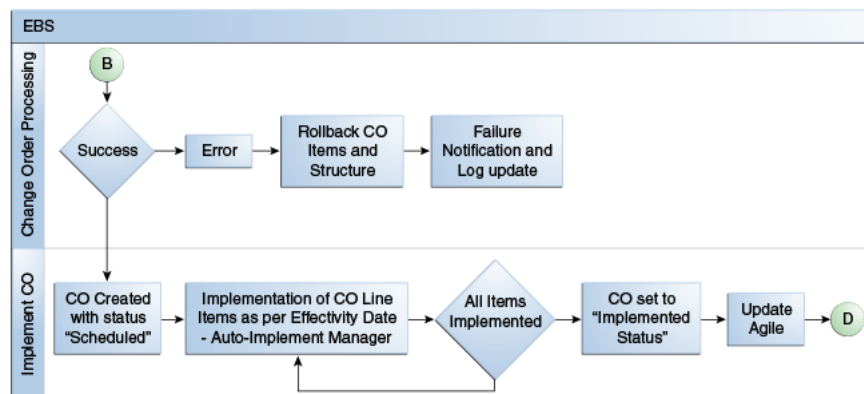 EBS
Change Order Processing
B
Success
Error
Rollback CO
Items and
Structure
Failure
Notification and
Log update
Implement CO
CO Created
with status
“Scheduled”
Implementation of CO Line
Items as per Effectivity Date
- Auto-Implement Manager
All Items
Implemented
CO set to
“Implemented
Status”
Update
Agile
D